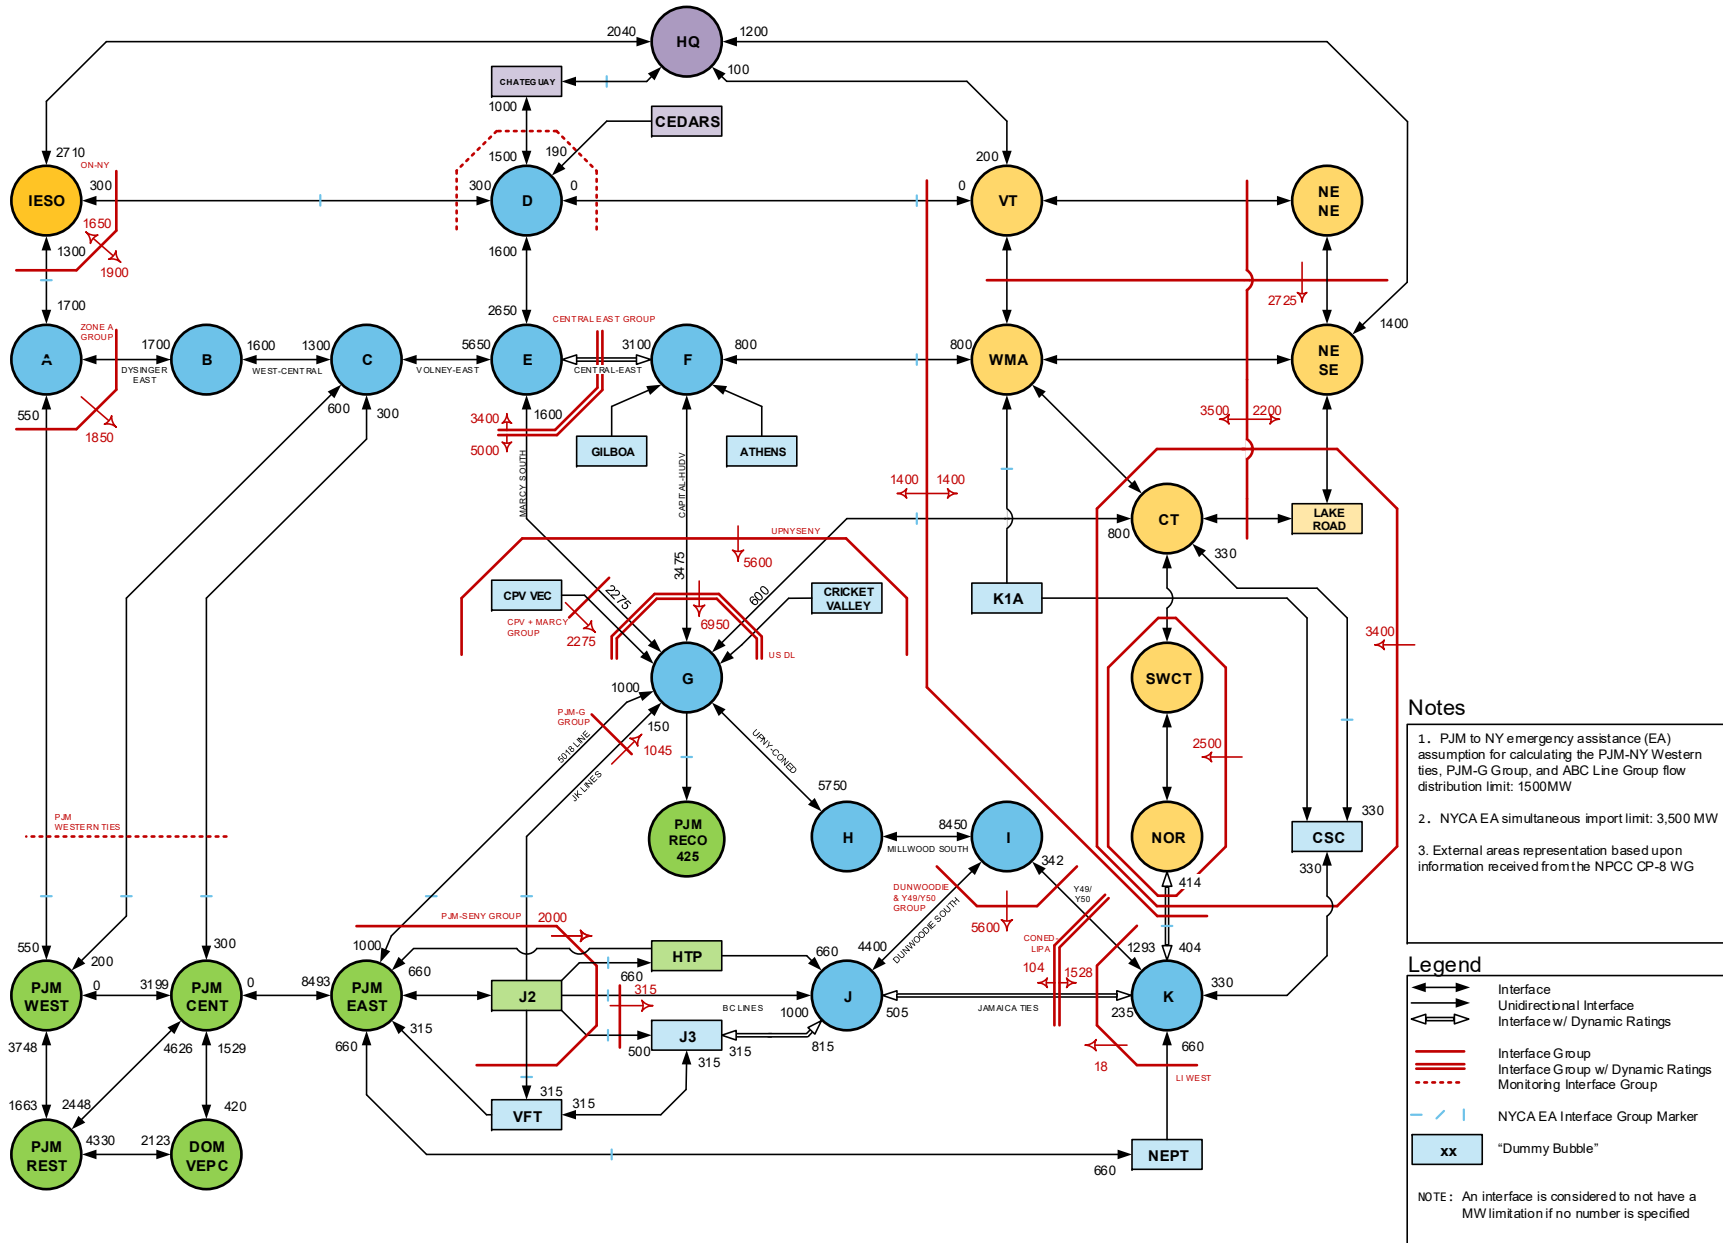 2040
HQ
1200
100
CHATEGUAY
1000
CEDARS
2710
ON-NY
1500
190
200
300
IESO
300
D
0
0
VT
NE
NE
1650
1300
1900
1600
2725
1700
2650
CENTRAL EAST GROUP
1400
ZONE A
GROUP
A
1700
DYSINGER
EAST
B
1600
WEST-CENTRAL
1300
C
5650
VOLNEY-EAST
E
3100
CENTRAL-EAST
F
800
800
WMA
NE
SE
550
600
300
1850
3400
1600
5000
GILBOA
ATHENS
3500
2200
MARCY SOUTH
CAPITAL-HUDV
1400
1400
CT
800
330
LAKE
ROAD
UPNYSENY
5600
3475
CPV VEC
2275
600
CRICKET
VALLEY
K1A
CPV + MARCY
GROUP
2275
6950
US DL
3400
G
SWCT
1000
PJM-G
GROUP
150
1045
5018 LINE
JK LINES
UPNY-CONED
2500
5750
PJM
WESTERN TIES
PJM
RECO
425
H
8450
MILLWOOD SOUTH
I
342
NOR
330
CSC
330
DUNWOODIE
& Y49/Y50
GROUP
DUNWOODIE SOUTH
Y49/
Y50
414
5600
PJM-SENY GROUP
2000
CONED-
LIPA
1293
404
550
200
300
1000
660
HTP
660
660
4400
104
1528
330
PJM
WEST
0
3199
PJM
CENT
0
8493
PJM
EAST
J2
315
BC LINES
1000
J
505
JAMAICA TIES
235
K
3748
4626
1529
660
315
500
J3
315
315
815
18
660
LI WEST
1663
2448
420
315
VFT
315
PJM
REST
4330
2123
DOM
VEPC
660
NEPT
Notes
1. PJM to NY emergency assistance (EA)
assumption for calculating the PJM-NY Western
ties, PJM-G Group, and ABC Line Group flow
distribution limit: 1500MW
2. NYCA EA simultaneous import limit: 3,500 MW
3. External areas representation based upon
information received from the NPCC CP-8 WG
Legend
Interface
Unidirectional Interface
Interface w/ Dynamic Ratings
Interface Group
Interface Group w/ Dynamic Ratings
Monitoring Interface Group
NYCA EA Interface Group Marker
xx
“Dummy Bubble”
NOTE: An interface is considered to not have a
MW limitation if no number is specified